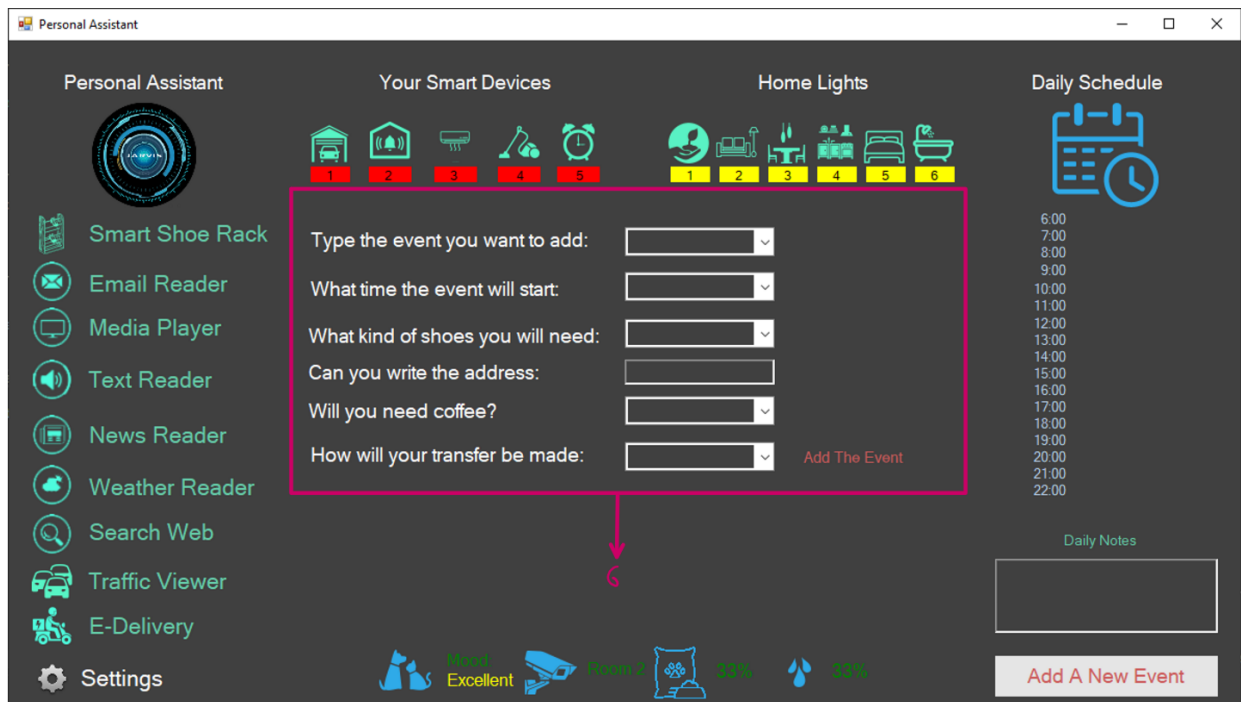 Personal Assistant
Personal Assistant
Your Smart Devices
Home Lights
Daily Schedule
JARVIS
1 2 3 4 5
1 2 3 4 5 6
Smart Shoe Rack
Email Reader
Media Player
Text Reader
News Reader
Weather Reader
Search Web
Traffic Viewer
E-Delivery
Settings
Type the event you want to add:
What time the event will start:
What kind of shoes you will need:
Can you write the address:
Will you need coffee?
How will your transfer be made:
Add The Event
6
6:00
7:00
8:00
9:00
10:00
11:00
12:00
13:00
14:00
15:00
16:00
17:00
18:00
19:00
20:00
21:00
22:00
Daily Notes
Mood
Excellent
Room 2
33%
33%
Add A New Event